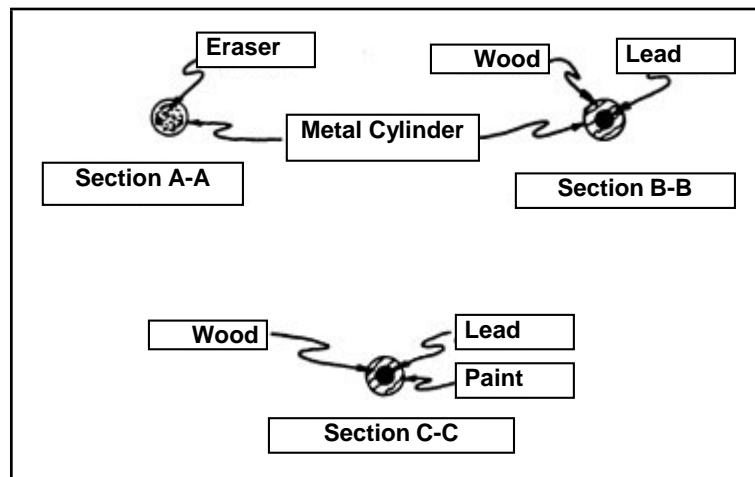 Eraser
Wood
Lead
Metal Cylinder
Section A-A
Section B-B
Wood
Lead
Paint
Section C-C